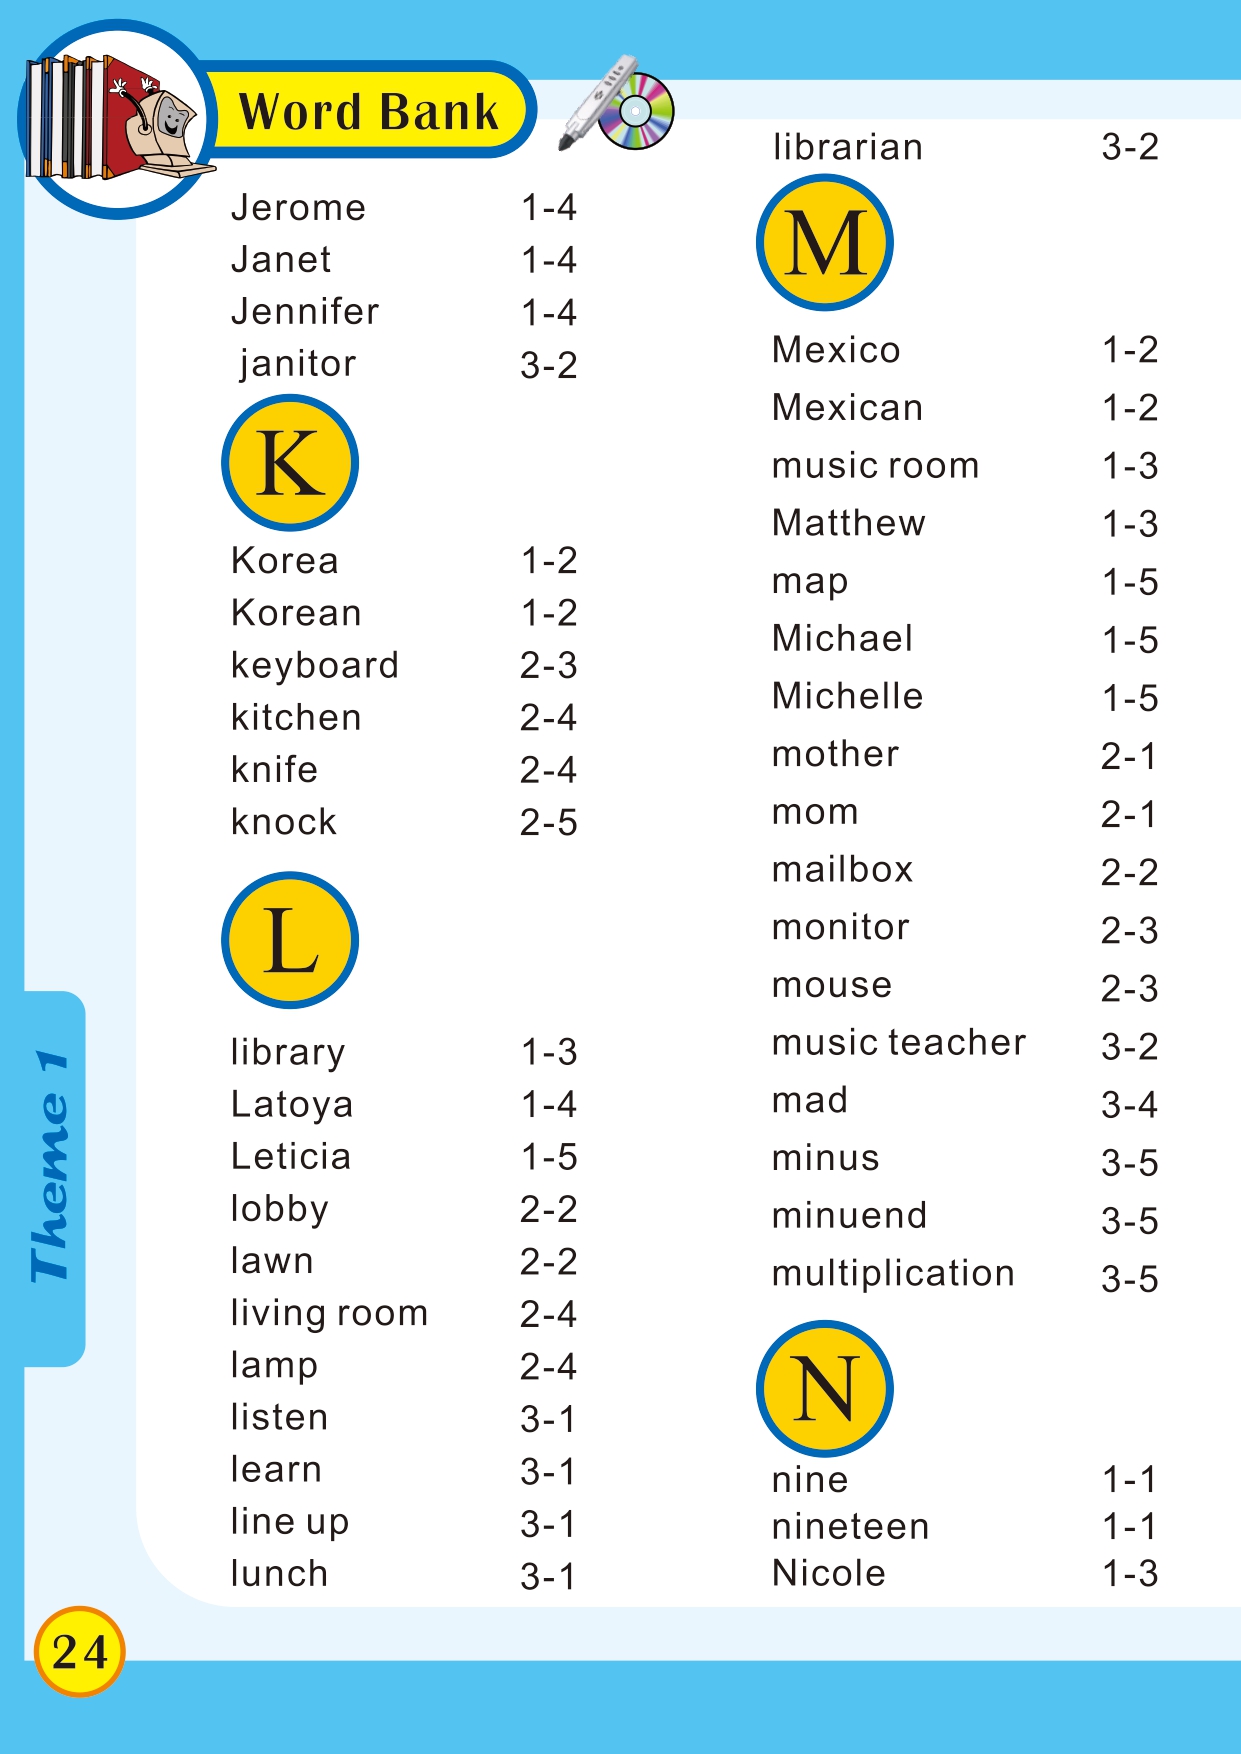 Word Bank
Jerome 1-4
Janet 1-4
Jennifer 1-4
janitor 3-2
K
Korea 1-2
Korean 1-2
keyboard 2-3
kitchen 2-4
knife 2-4
knock 2-5
L
library 1-3
Latoya 1-4
Leticia 1-5
lobby 2-2
lawn 2-2
living room 2-4
lamp 2-4
listen 3-1
learn 3-1
line up 3-1
lunch 3-1
librarian 3-2
M
Mexico 1-2
Mexican 1-2
music room 1-3
Matthew 1-3
map 1-5
Michael 1-5
Michelle 1-5
mother 2-1
mom 2-1
mailbox 2-2
monitor 2-3
mouse 2-3
music teacher 3-2
mad 3-4
minus 3-5
minuend 3-5
multiplication 3-5
N
nine 1-1
nineteen 1-1
Nicole 1-3
Theme 1
24